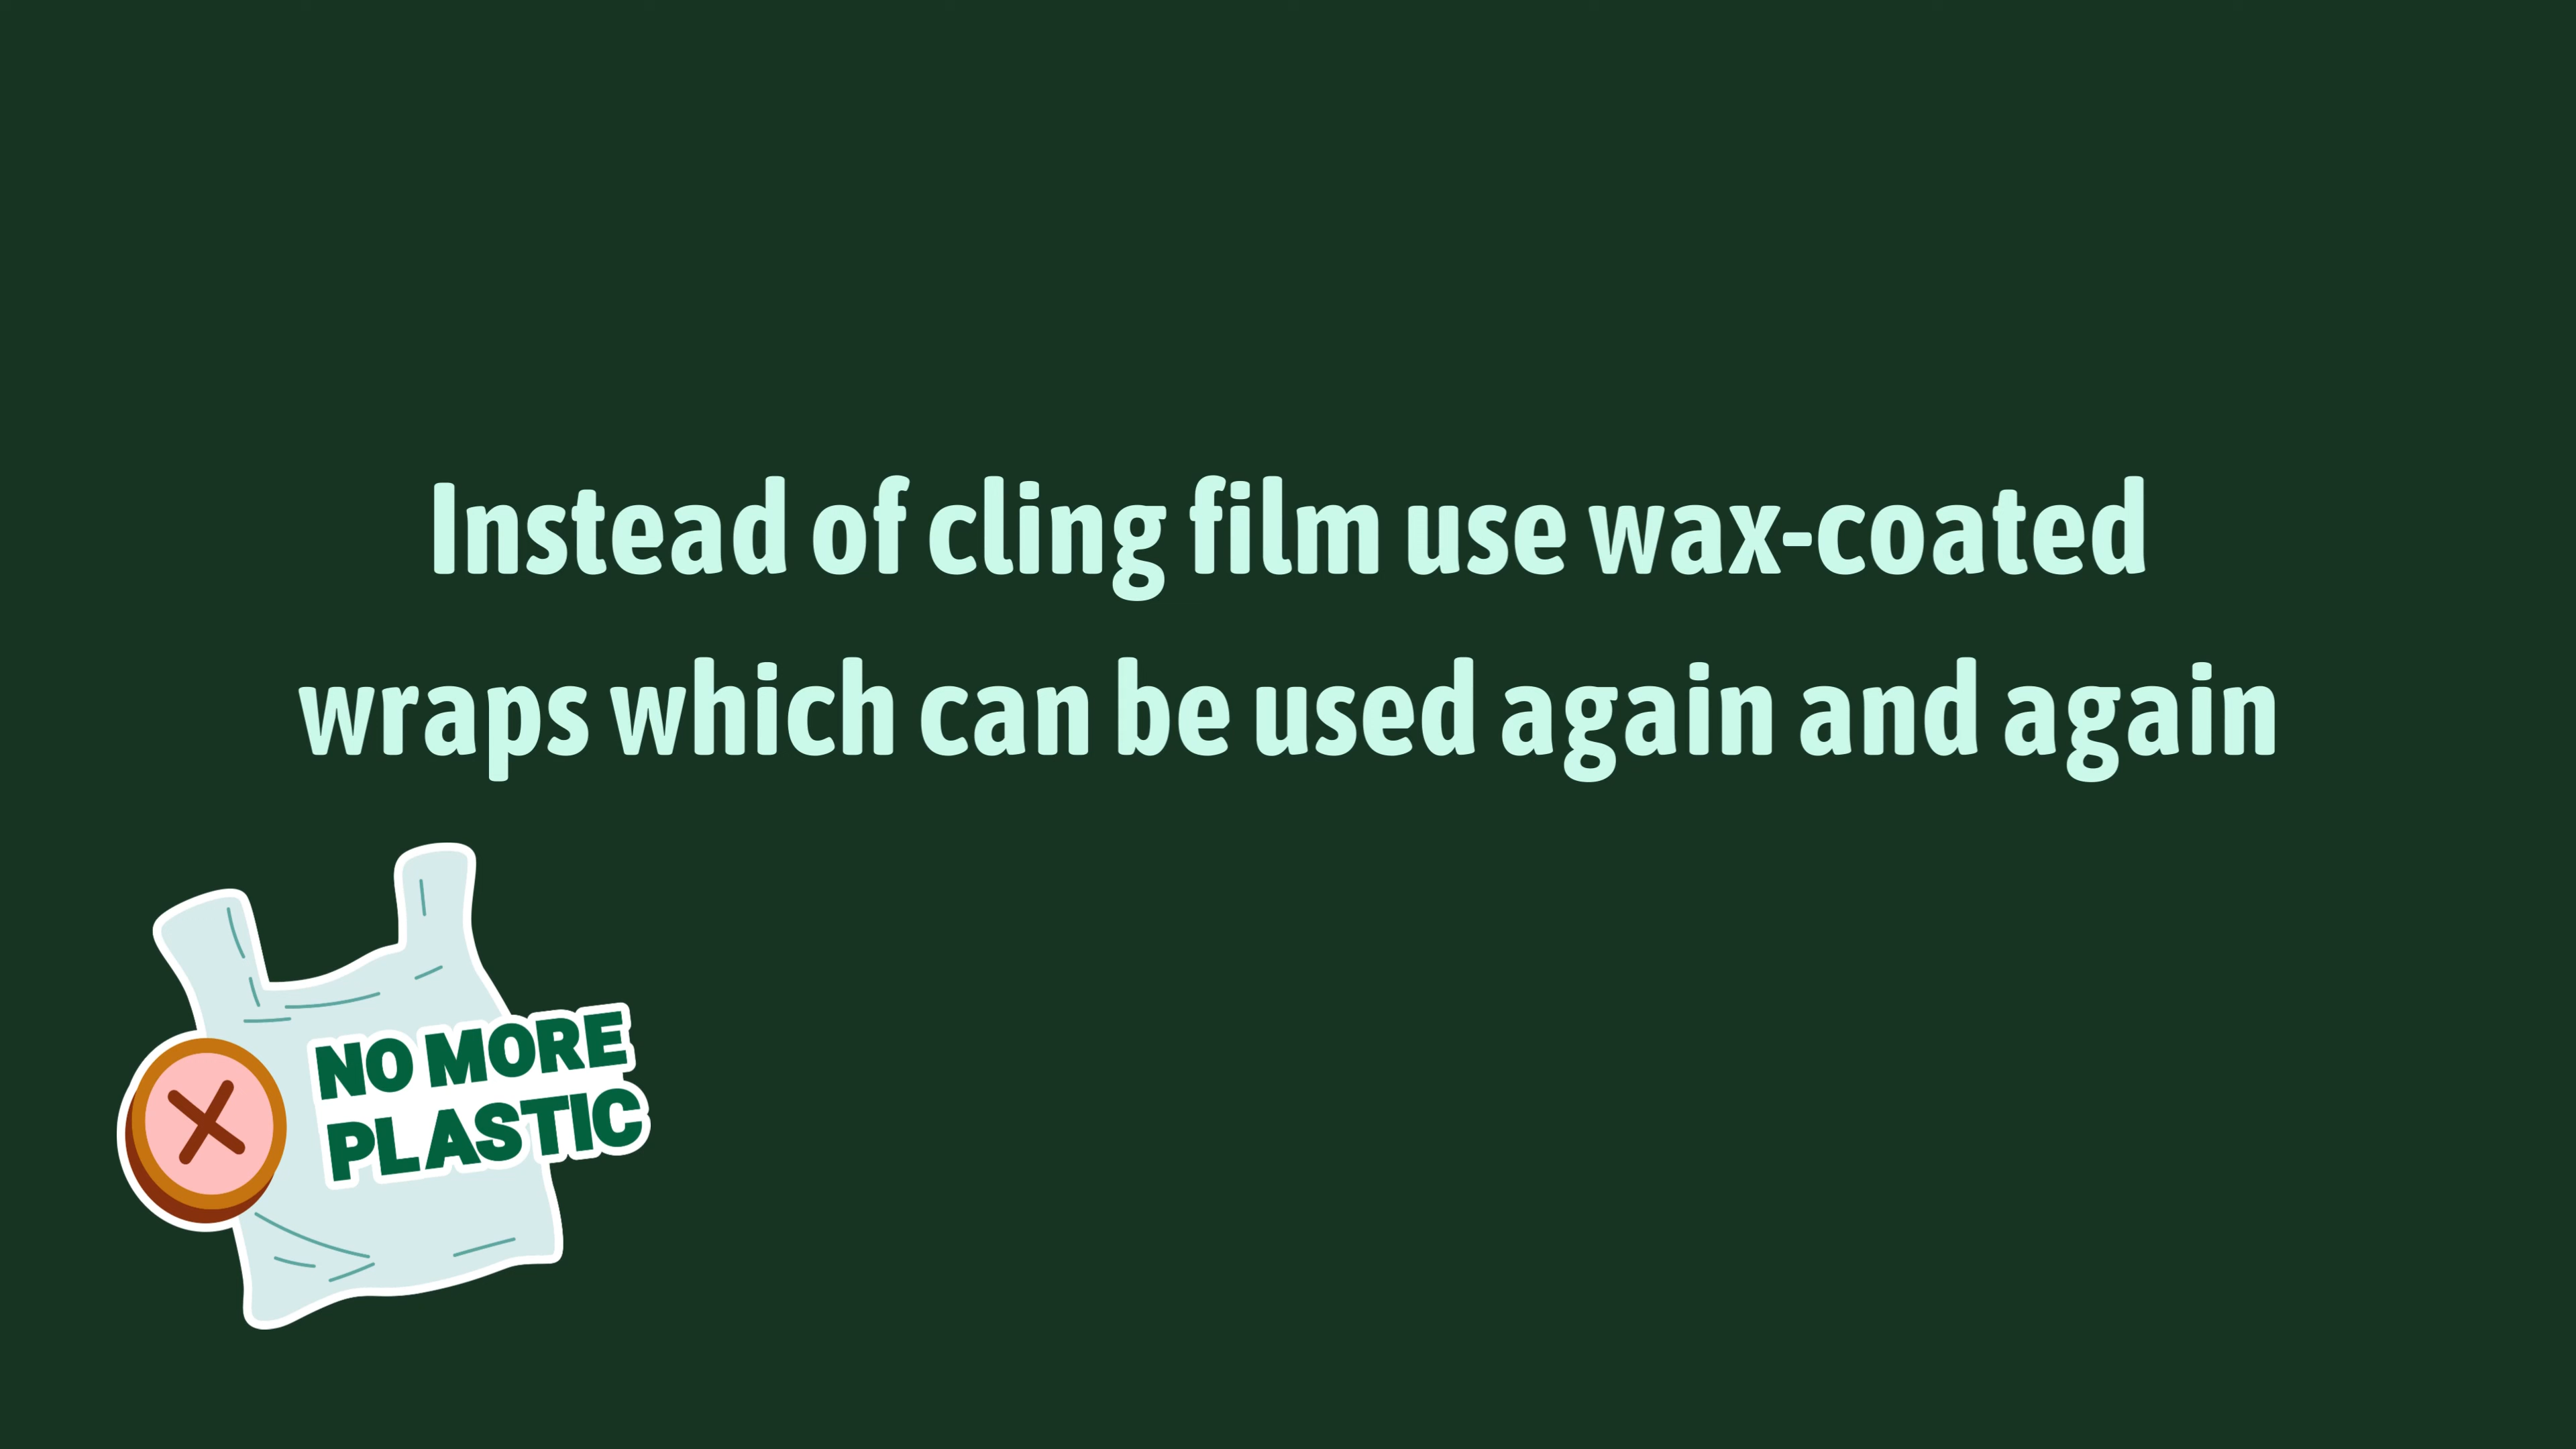 Instead of cling film use wax-coated
wraps which can be used again and again
NO MORE
PLASTIC